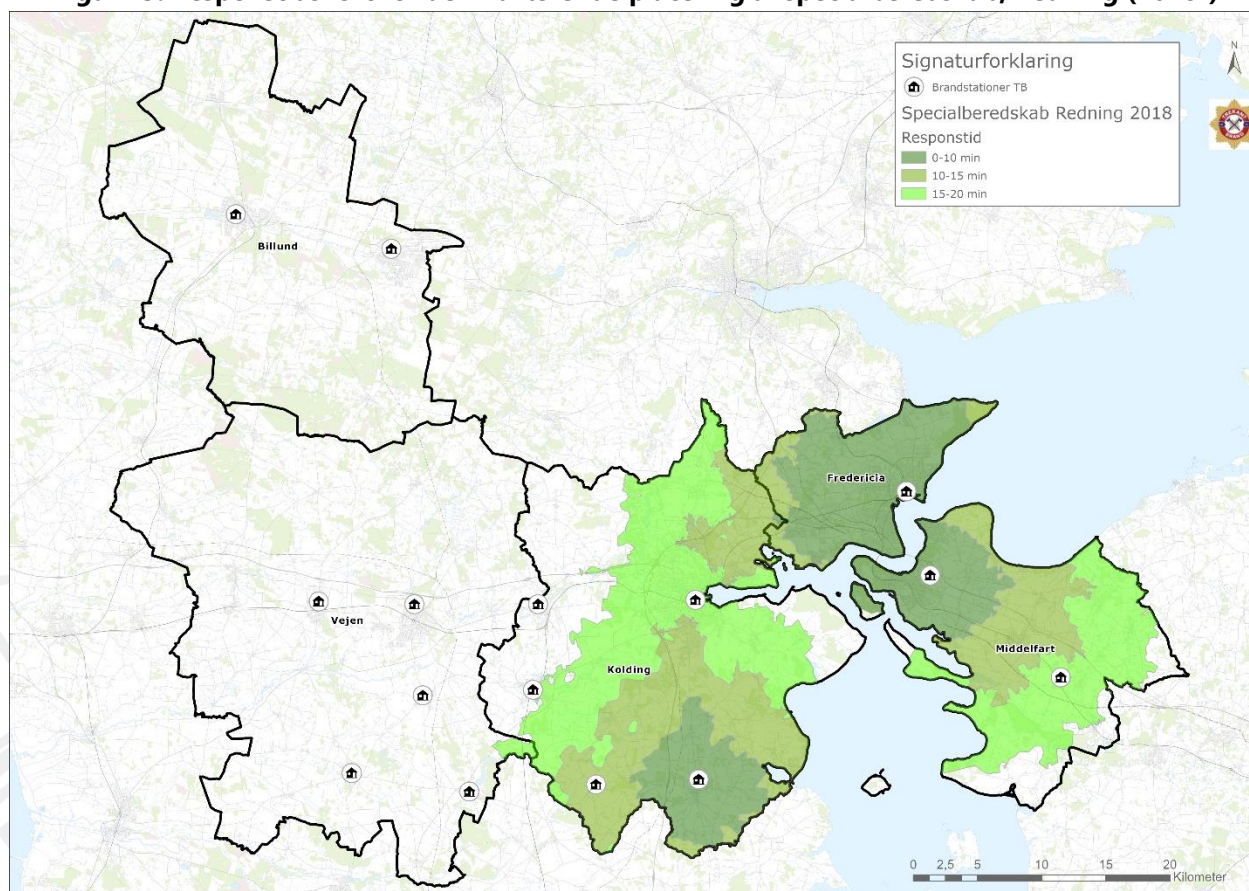 Signaturforklaring
Brandstationer TB
Specialberedskab Redning 2018
Responstid
0-10 min
10-15 min
15-20 min
N
Billund
Fredericia
Vejen
Kolding
Middelfart
0 2,5 5 10 15 20
Kilometer